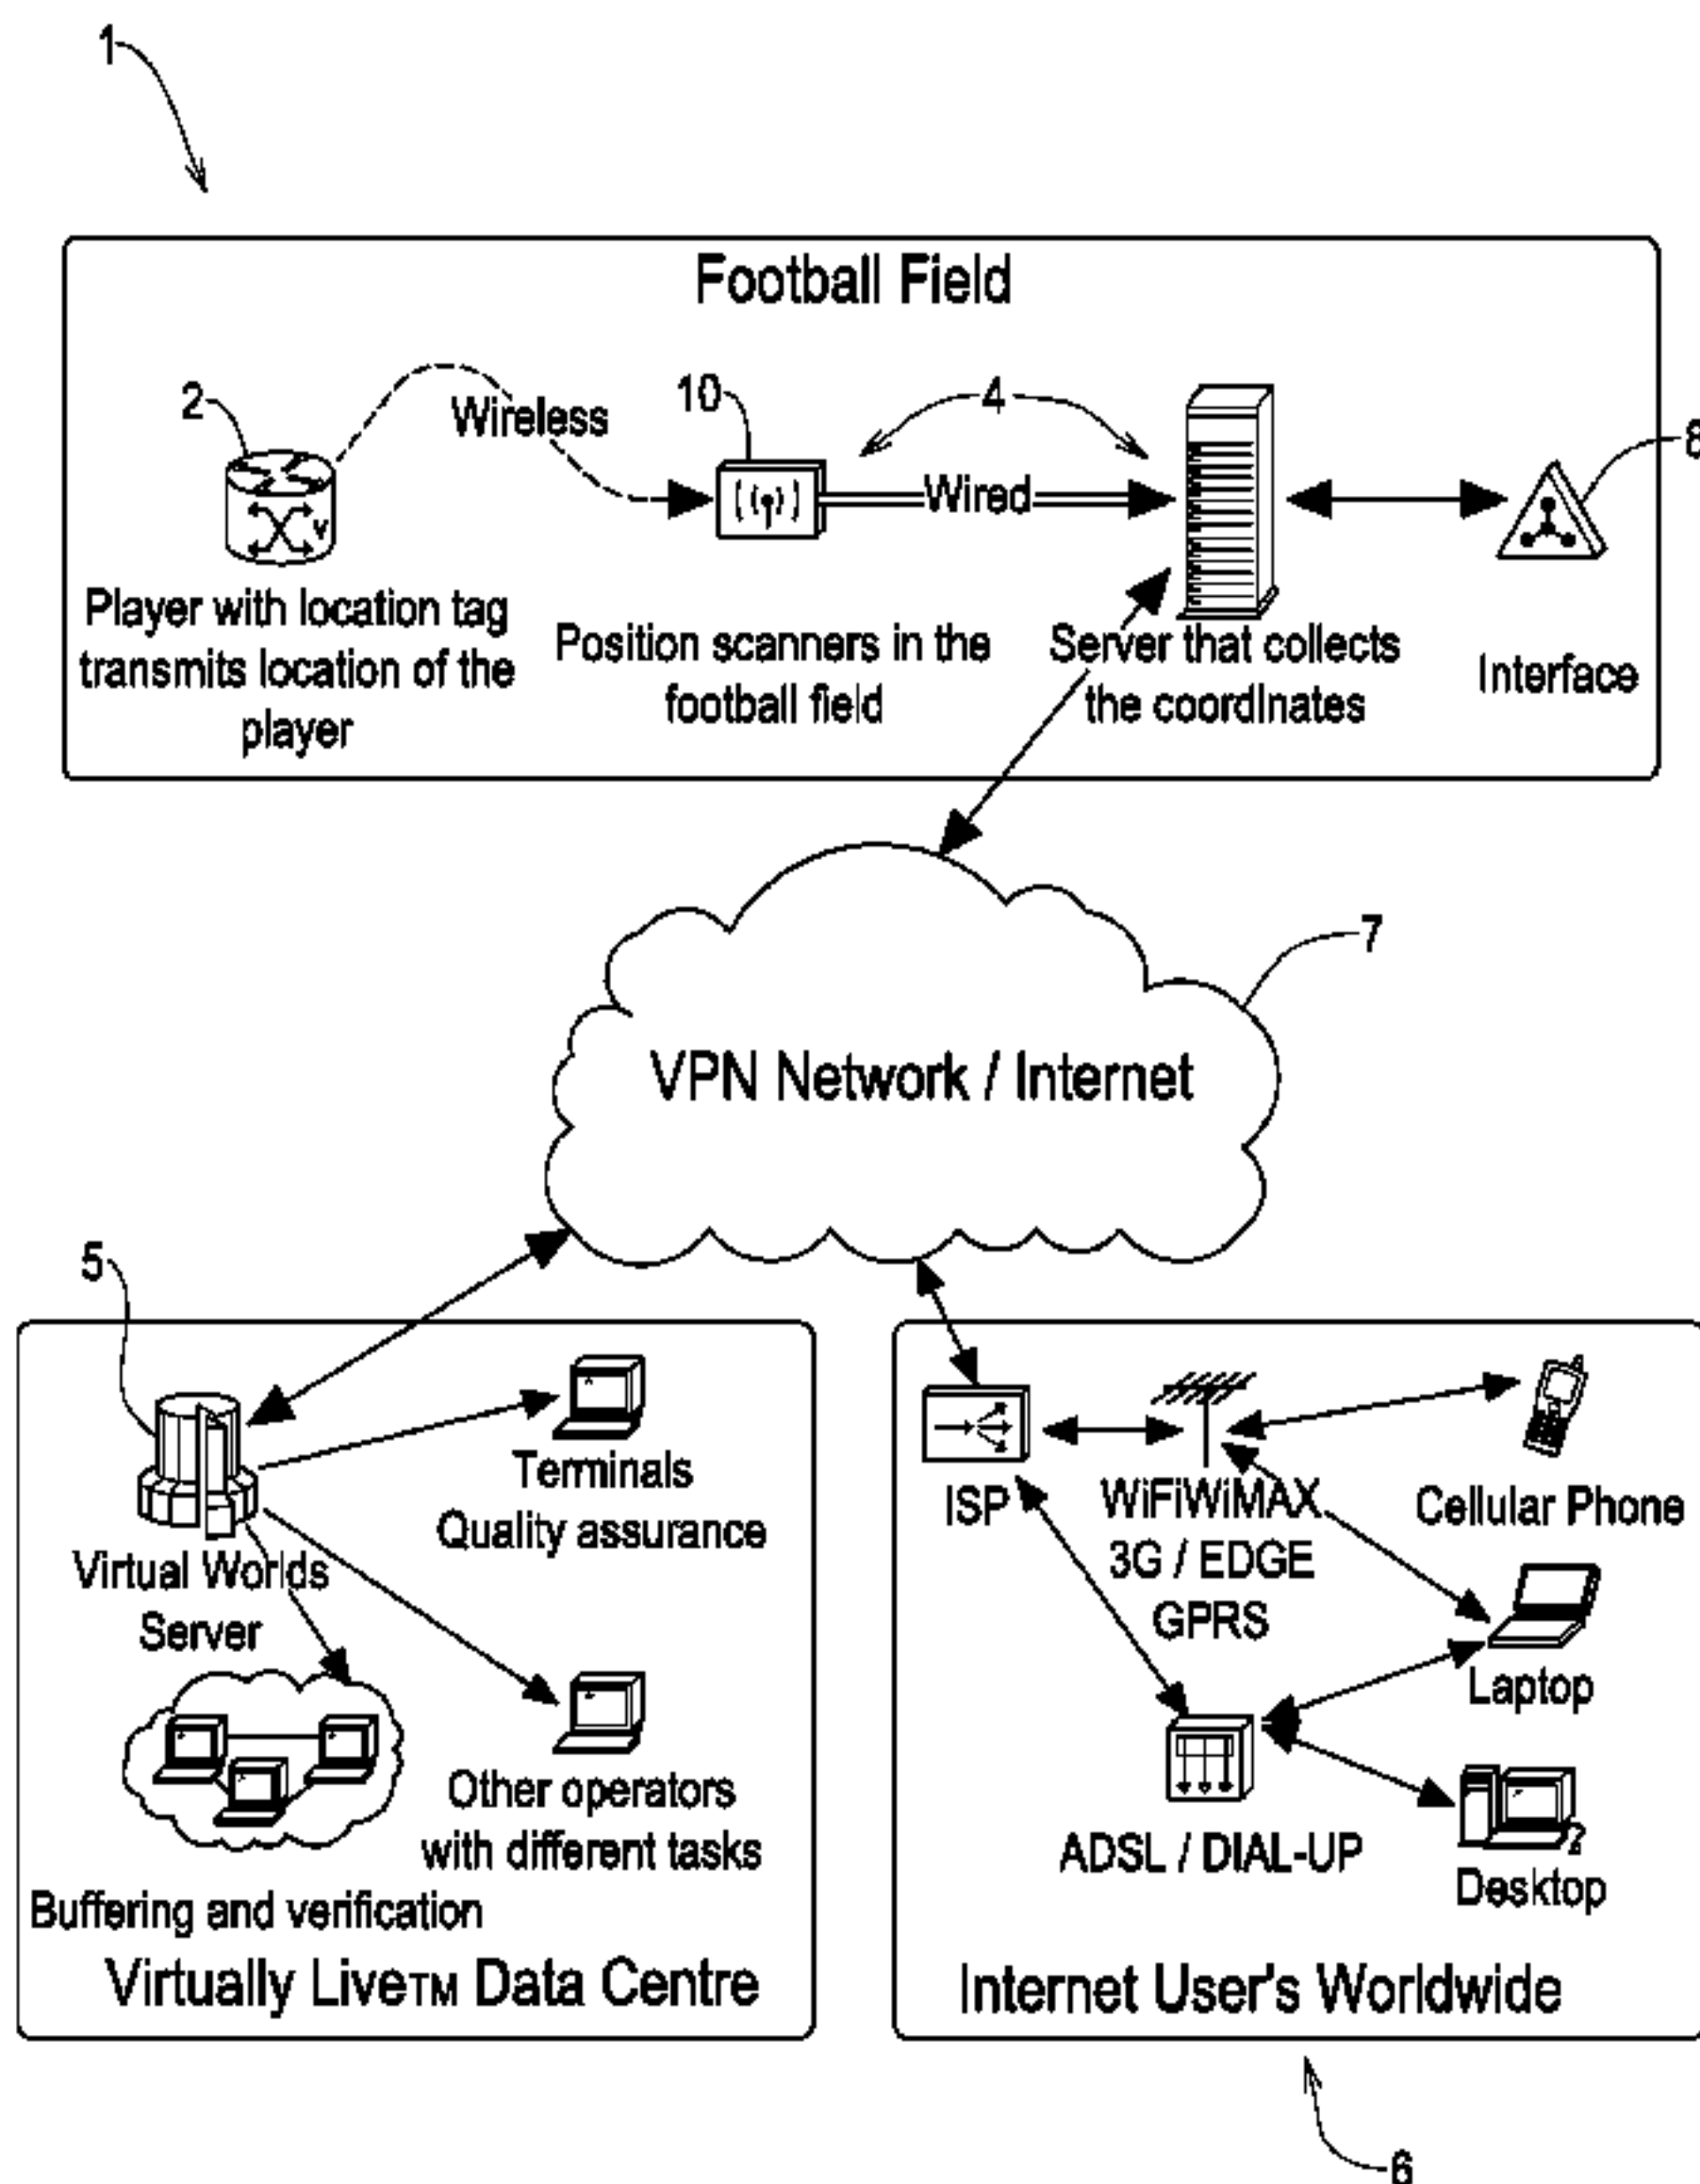 1
Football Field
2
Wireless
10
4
8
Wired
Player with location tag
transmits location of the
player
Position scanners in the
football field
Server that collects
the coordinates
Interface
7
VPN Network / Internet
5
Terminals
Quality assurance
Virtual Worlds
Server
Other operators
with different tasks
Buffering and verification
Virtually Live™ Data Centre
ISP
WiFiWiMAX
3G / EDGE
GPRS
Cellular Phone
Laptop
ADSL / DIAL-UP
Desktop
Internet User's Worldwide
6